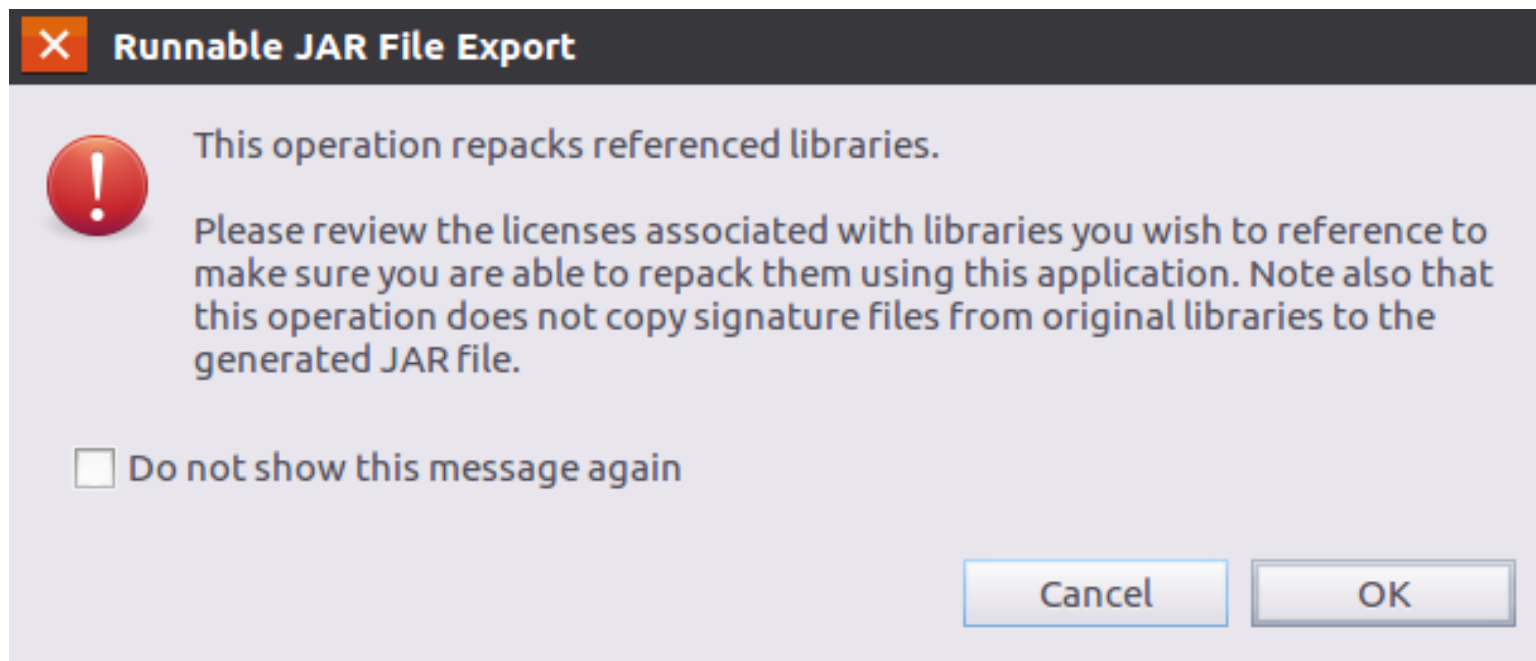 Runnable JAR File Export
This operation repacks referenced libraries.
Please review the licenses associated with libraries you wish to reference to
make sure you are able to repack them using this application. Note also that
this operation does not copy signature files from original libraries to the
generated JAR file.
Do not show this message again
Cancel
OK